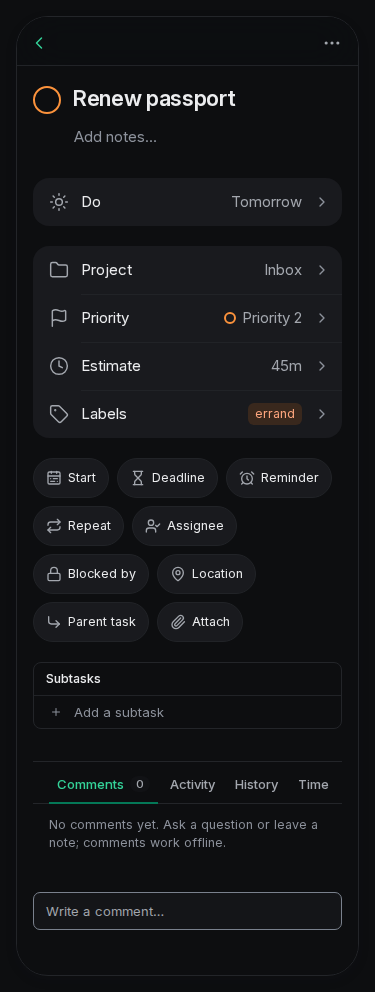 Renew passport
Add notes...
Do Tomorrow
Project Inbox
Priority Priority 2
Estimate 45m
Labels errand
Start Deadline Reminder
Repeat Assignee
Blocked by Location
Parent task Attach
Subtasks
+ Add a subtask
Comments 0 Activity History Time
No comments yet. Ask a question or leave a
note; comments work offline.
Write a comment...